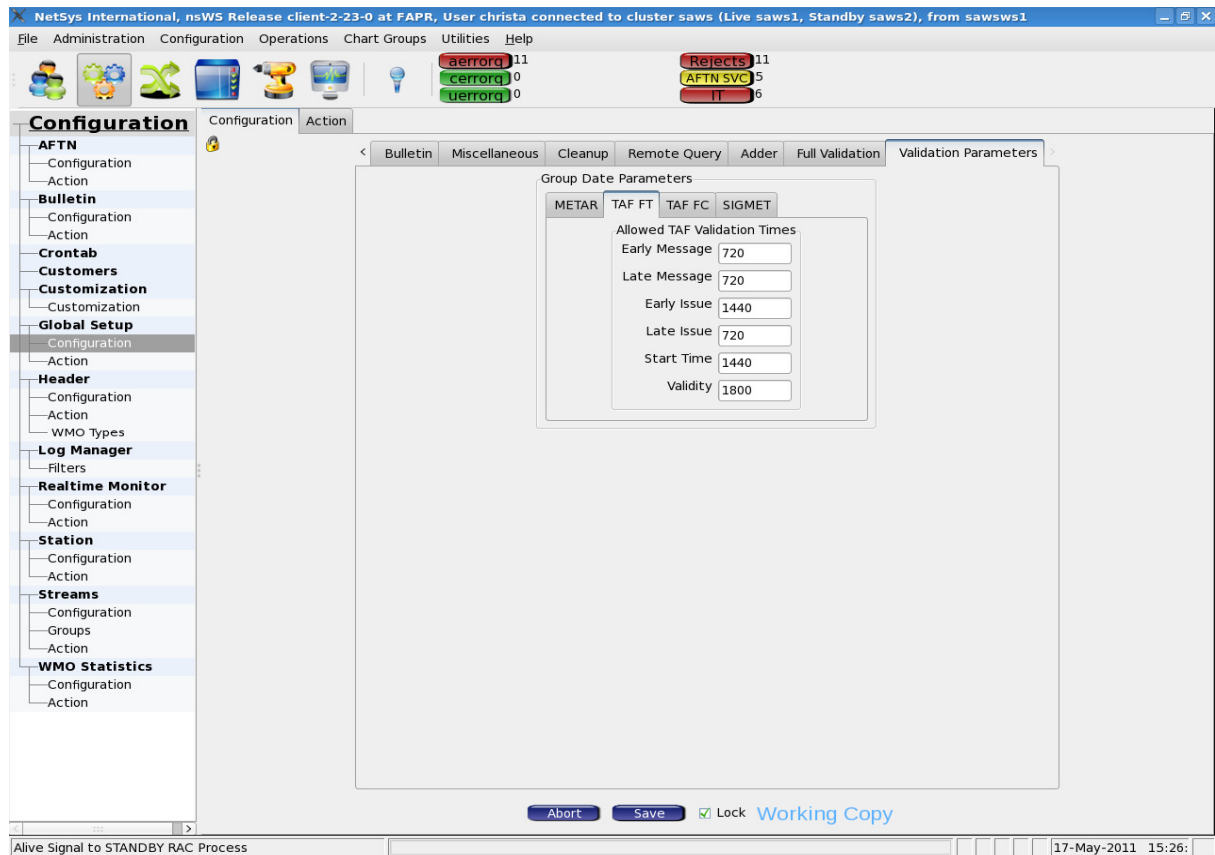 NetSys International, nsWS Release client-2-23-0 at FAPR, User christa connected to cluster saws (Live saws1, Standby saws2), from sawsws1
File Administration Configuration Operations Chart Groups Utilities Help
aerrorq 11
cerrorq 0
uerrorq 0
Rejects 11
AFTN SVC 5
IT 6
Configuration
AFTN
Configuration
Action
Bulletin
Configuration
Action
Crontab
Customers
Customization
Customization
Global Setup
Configuration
Action
Header
Configuration
Action
WMO Types
Log Manager
Filters
Realtime Monitor
Configuration
Action
Station
Configuration
Action
Streams
Configuration
Groups
Action
WMO Statistics
Configuration
Action
Configuration Action
Bulletin Miscellaneous Cleanup Remote Query Adder Full Validation Validation Parameters
Group Date Parameters
METAR TAF FT TAF FC SIGMET
Allowed TAF Validation Times
Early Message 720
Late Message 720
Early Issue 1440
Late Issue 720
Start Time 1440
Validity 1800
Abort Save Lock Working Copy
Alive Signal to STANDBY RAC Process
17-May-2011 15:26: